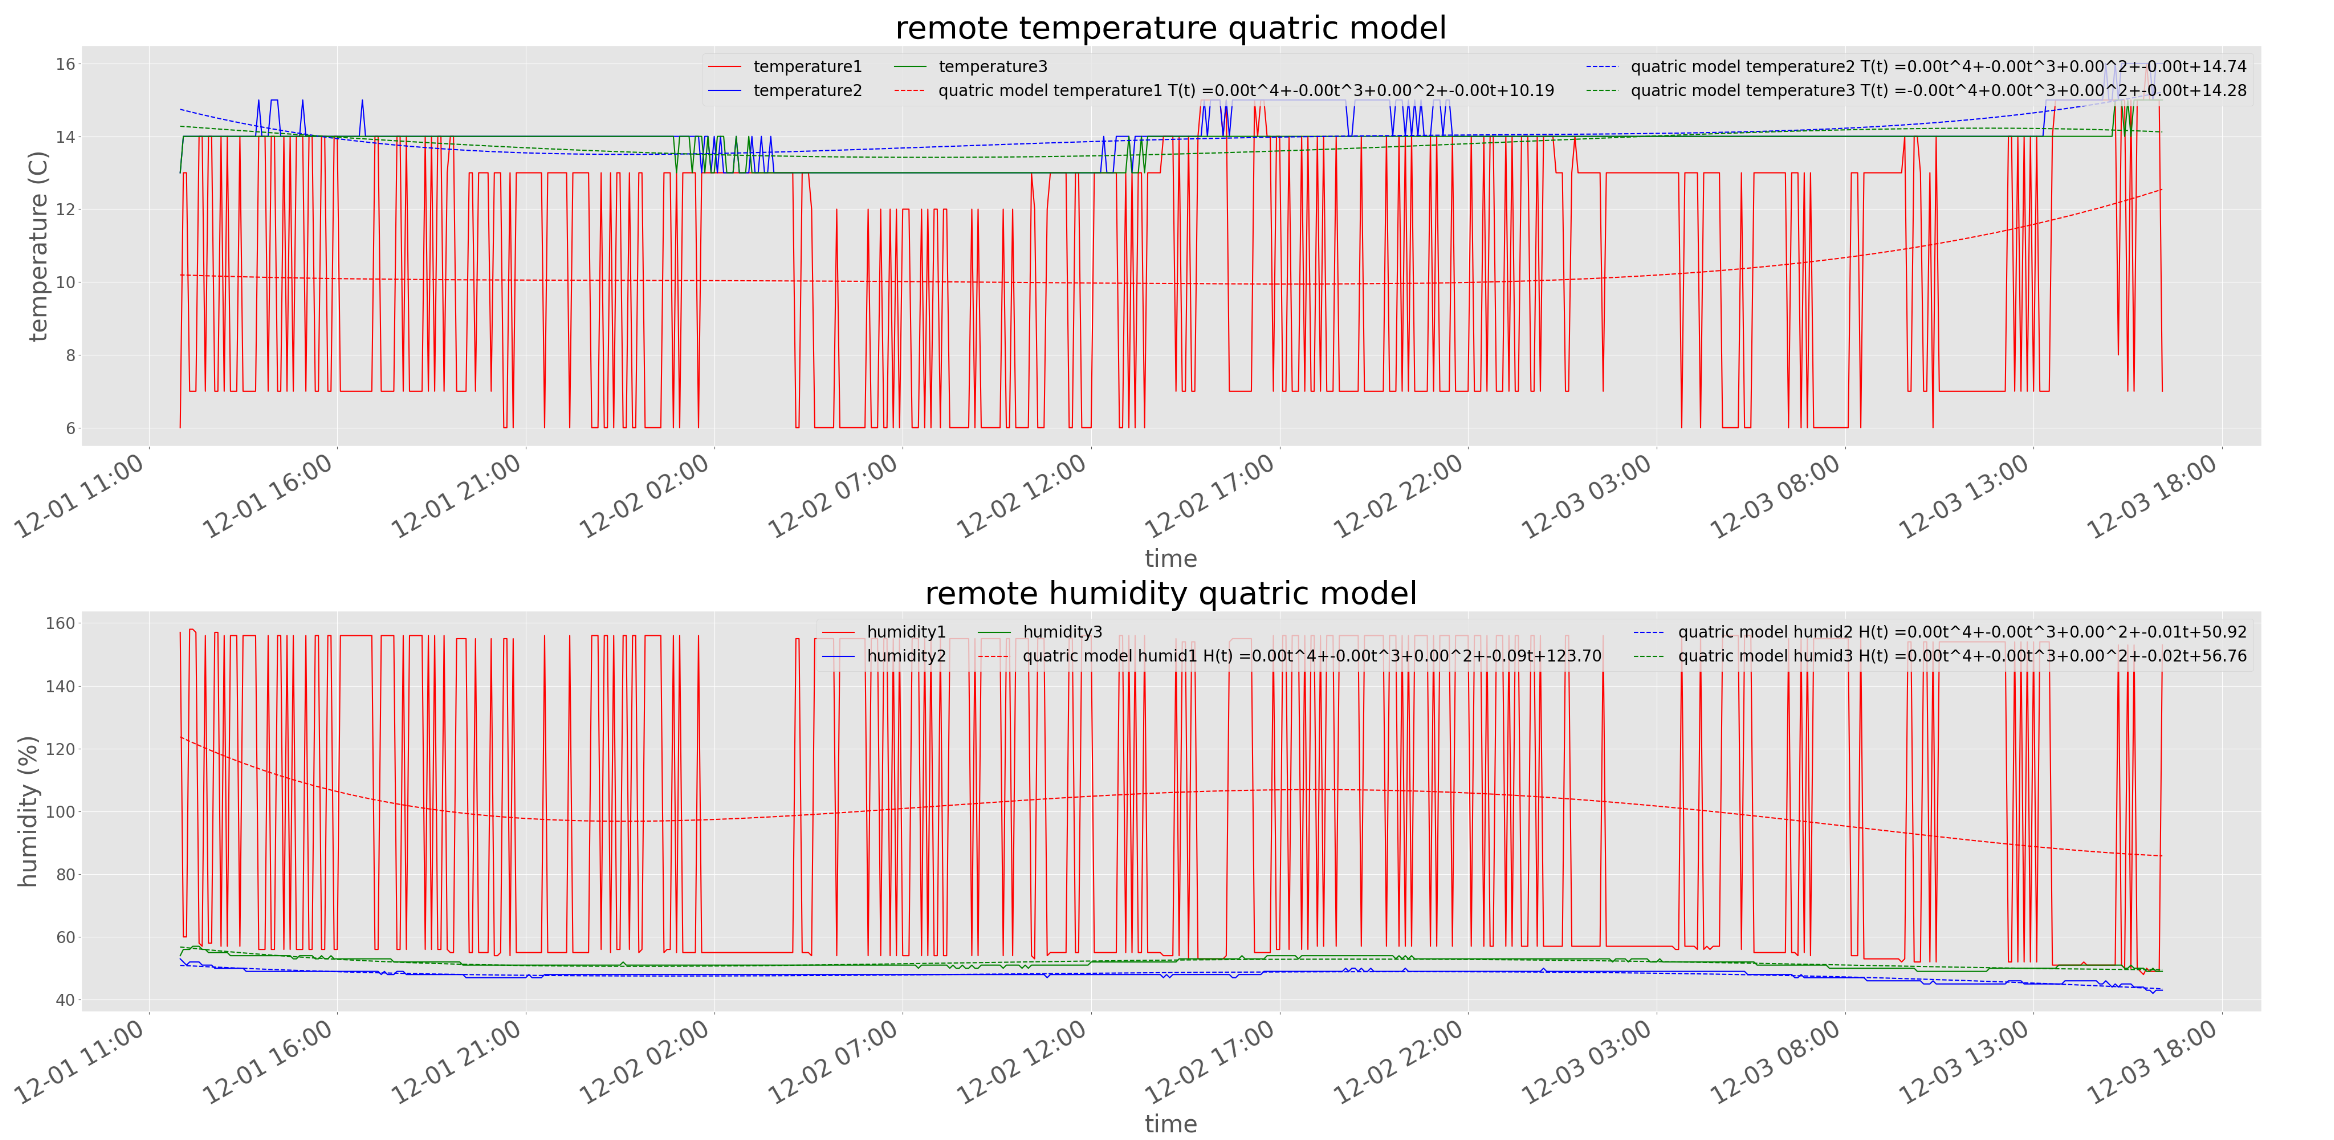 remote temperature quatric model
temperature1
temperature2
temperature3
quatric model temperature1 T(t) =0.00t^4+-0.00t^3+0.00^2+-0.00t+10.19
quatric model temperature2 T(t) =0.00t^4+-0.00t^3+0.00^2+-0.00t+14.74
quatric model temperature3 T(t) =-0.00t^4+0.00t^3+0.00^2+-0.00t+14.28
temperature (C)
16
14
12
10
8
6
12-01 11:00
12-01 16:00
12-01 21:00
12-02 02:00
12-02 07:00
12-02 12:00
12-02 17:00
12-02 22:00
12-03 03:00
12-03 08:00
12-03 13:00
12-03 18:00
time
remote humidity quatric model
humidity1
humidity2
humidity3
quatric model humid1 H(t) =0.00t^4+-0.00t^3+0.00^2+-0.09t+123.70
quatric model humid2 H(t) =0.00t^4+-0.00t^3+0.00^2+-0.01t+50.92
quatric model humid3 H(t) =0.00t^4+-0.00t^3+0.00^2+-0.02t+56.76
humidity (%)
160
140
120
100
80
60
40
12-01 11:00
12-01 16:00
12-01 21:00
12-02 02:00
12-02 07:00
12-02 12:00
12-02 17:00
12-02 22:00
12-03 03:00
12-03 08:00
12-03 13:00
12-03 18:00
time